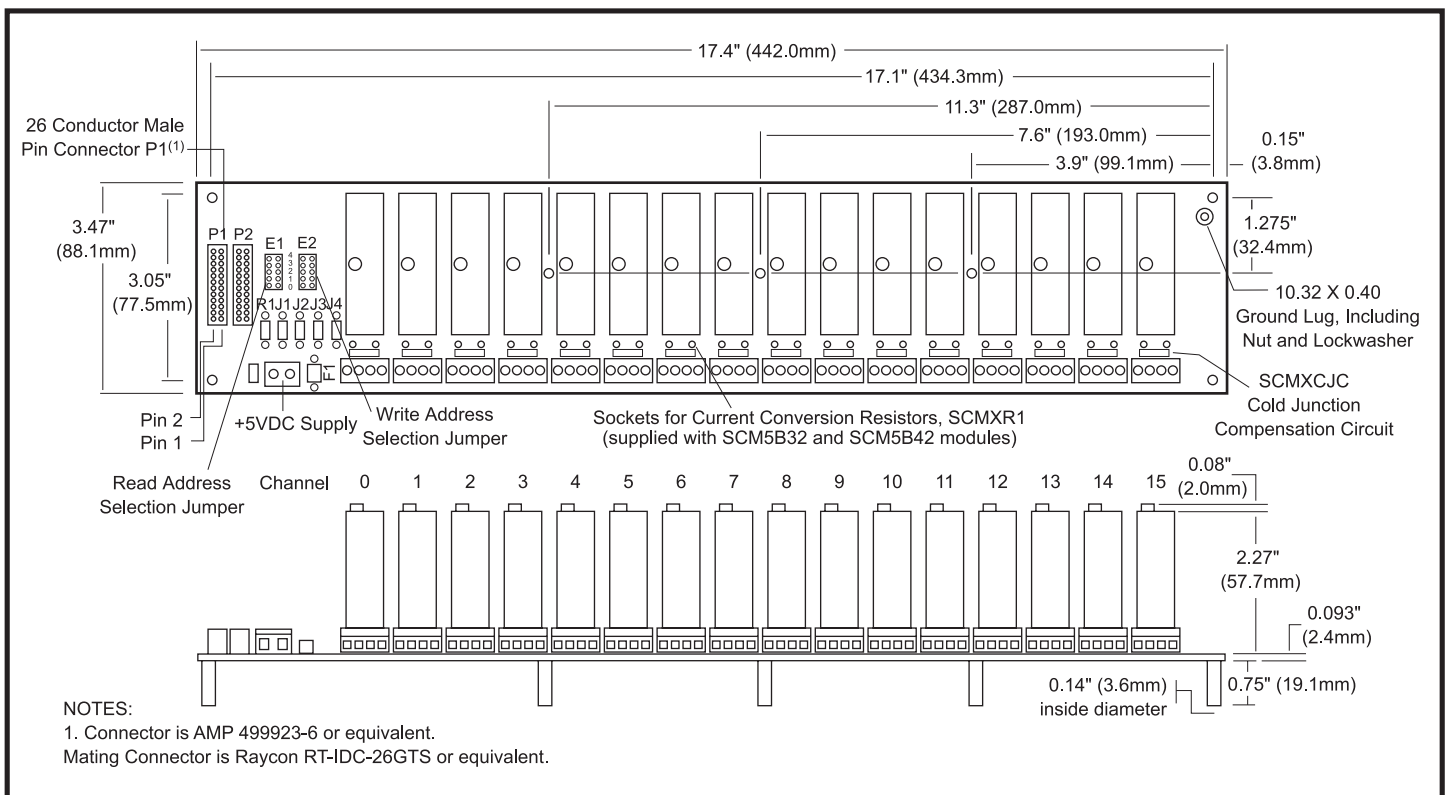 17.4" (442.0mm)
17.1" (434.3mm)
11.3" (287.0mm)
7.6" (193.0mm)
3.9" (99.1mm)
0.15"
(3.8mm)
26 Conductor Male
Pin Connector P1(1)
3.47"
(88.1mm)
3.05"
(77.5mm)
P1 P2
E1 E2
4
3
2
1
0
R1 J1 J2 J3 J4
F1
1.275"
(32.4mm)
10.32 X 0.40
Ground Lug, Including
Nut and Lockwasher
SCMXCJC
Cold Junction
Compensation Circuit
Pin 2
Pin 1
+5VDC Supply
Write Address
Selection Jumper
Sockets for Current Conversion Resistors, SCMXR1
(supplied with SCM5B32 and SCM5B42 modules)
Read Address
Selection Jumper
Channel 0 1 2 3 4 5 6 7 8 9 10 11 12 13 14 15
0.08"
(2.0mm)
2.27"
(57.7mm)
0.093"
(2.4mm)
0.14" (3.6mm)
inside diameter
0.75" (19.1mm)
NOTES:
1. Connector is AMP 499923-6 or equivalent.
Mating Connector is Raycon RT-IDC-26GTS or equivalent.